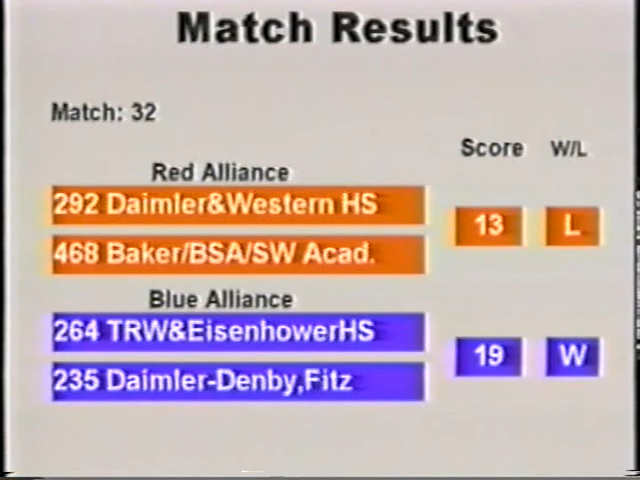 Match Results
Match: 32
Score W/L
Red Alliance
292 Daimler&Western HS
13 L
468 Baker/BSA/SW Acad.
Blue Alliance
264 TRW&EisenhowerHS
19 W
235 Daimler-Denby,Fitz